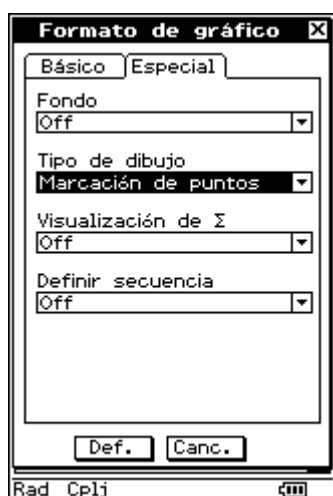 Formato de gráfico
Básico Especial
Fondo
Off
Tipo de dibujo
Marcación de puntos
Visualización de Σ
Off
Definir secuencia
Off
Def. Canc.
Rad Cplj